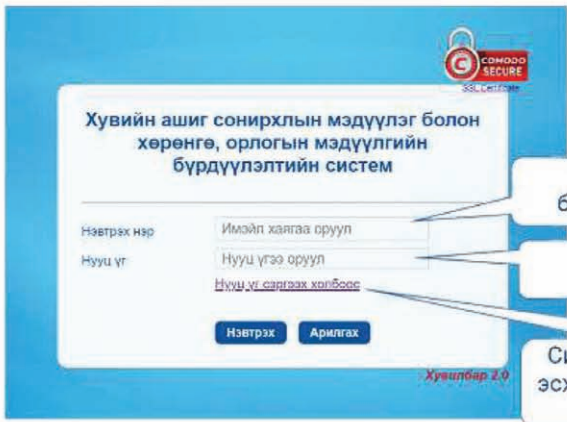 COMODO
SECURE
SSL Certificate
Хувийн ашиг сонирхлын мэдүүлэг болон
хөрөнгө, орлогын мэдүүлгийн
бүрдүүлэлтийн систем
Нэвтрэх нэр
Имэйл хаягаа оруул
Нууц үг
Нууц үгээ оруул
Нууц үг сэргээх холбоос
Нэвтрэх
Арилгах
Хувилбар 2.0